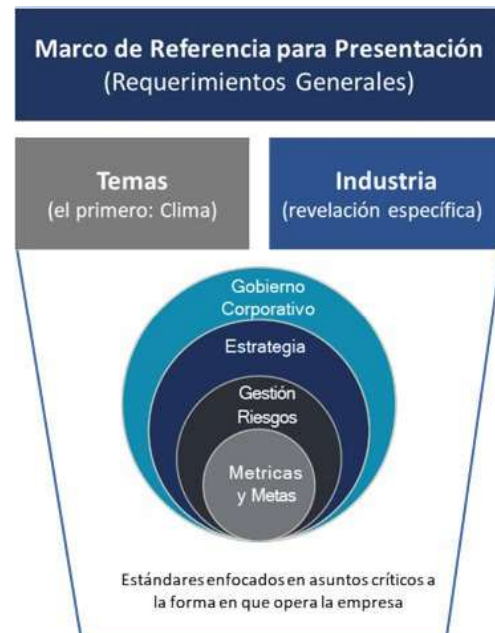 Marco de Referencia para Presentación
(Requerimientos Generales)
Temas
(el primero: Clima)
Industria
(revelación específica)
Gobierno
Corporativo
Estrategia
Gestión
Riesgos
Metricas
y Metas
Estándares enfocados en asuntos críticos a
la forma en que opera la empresa